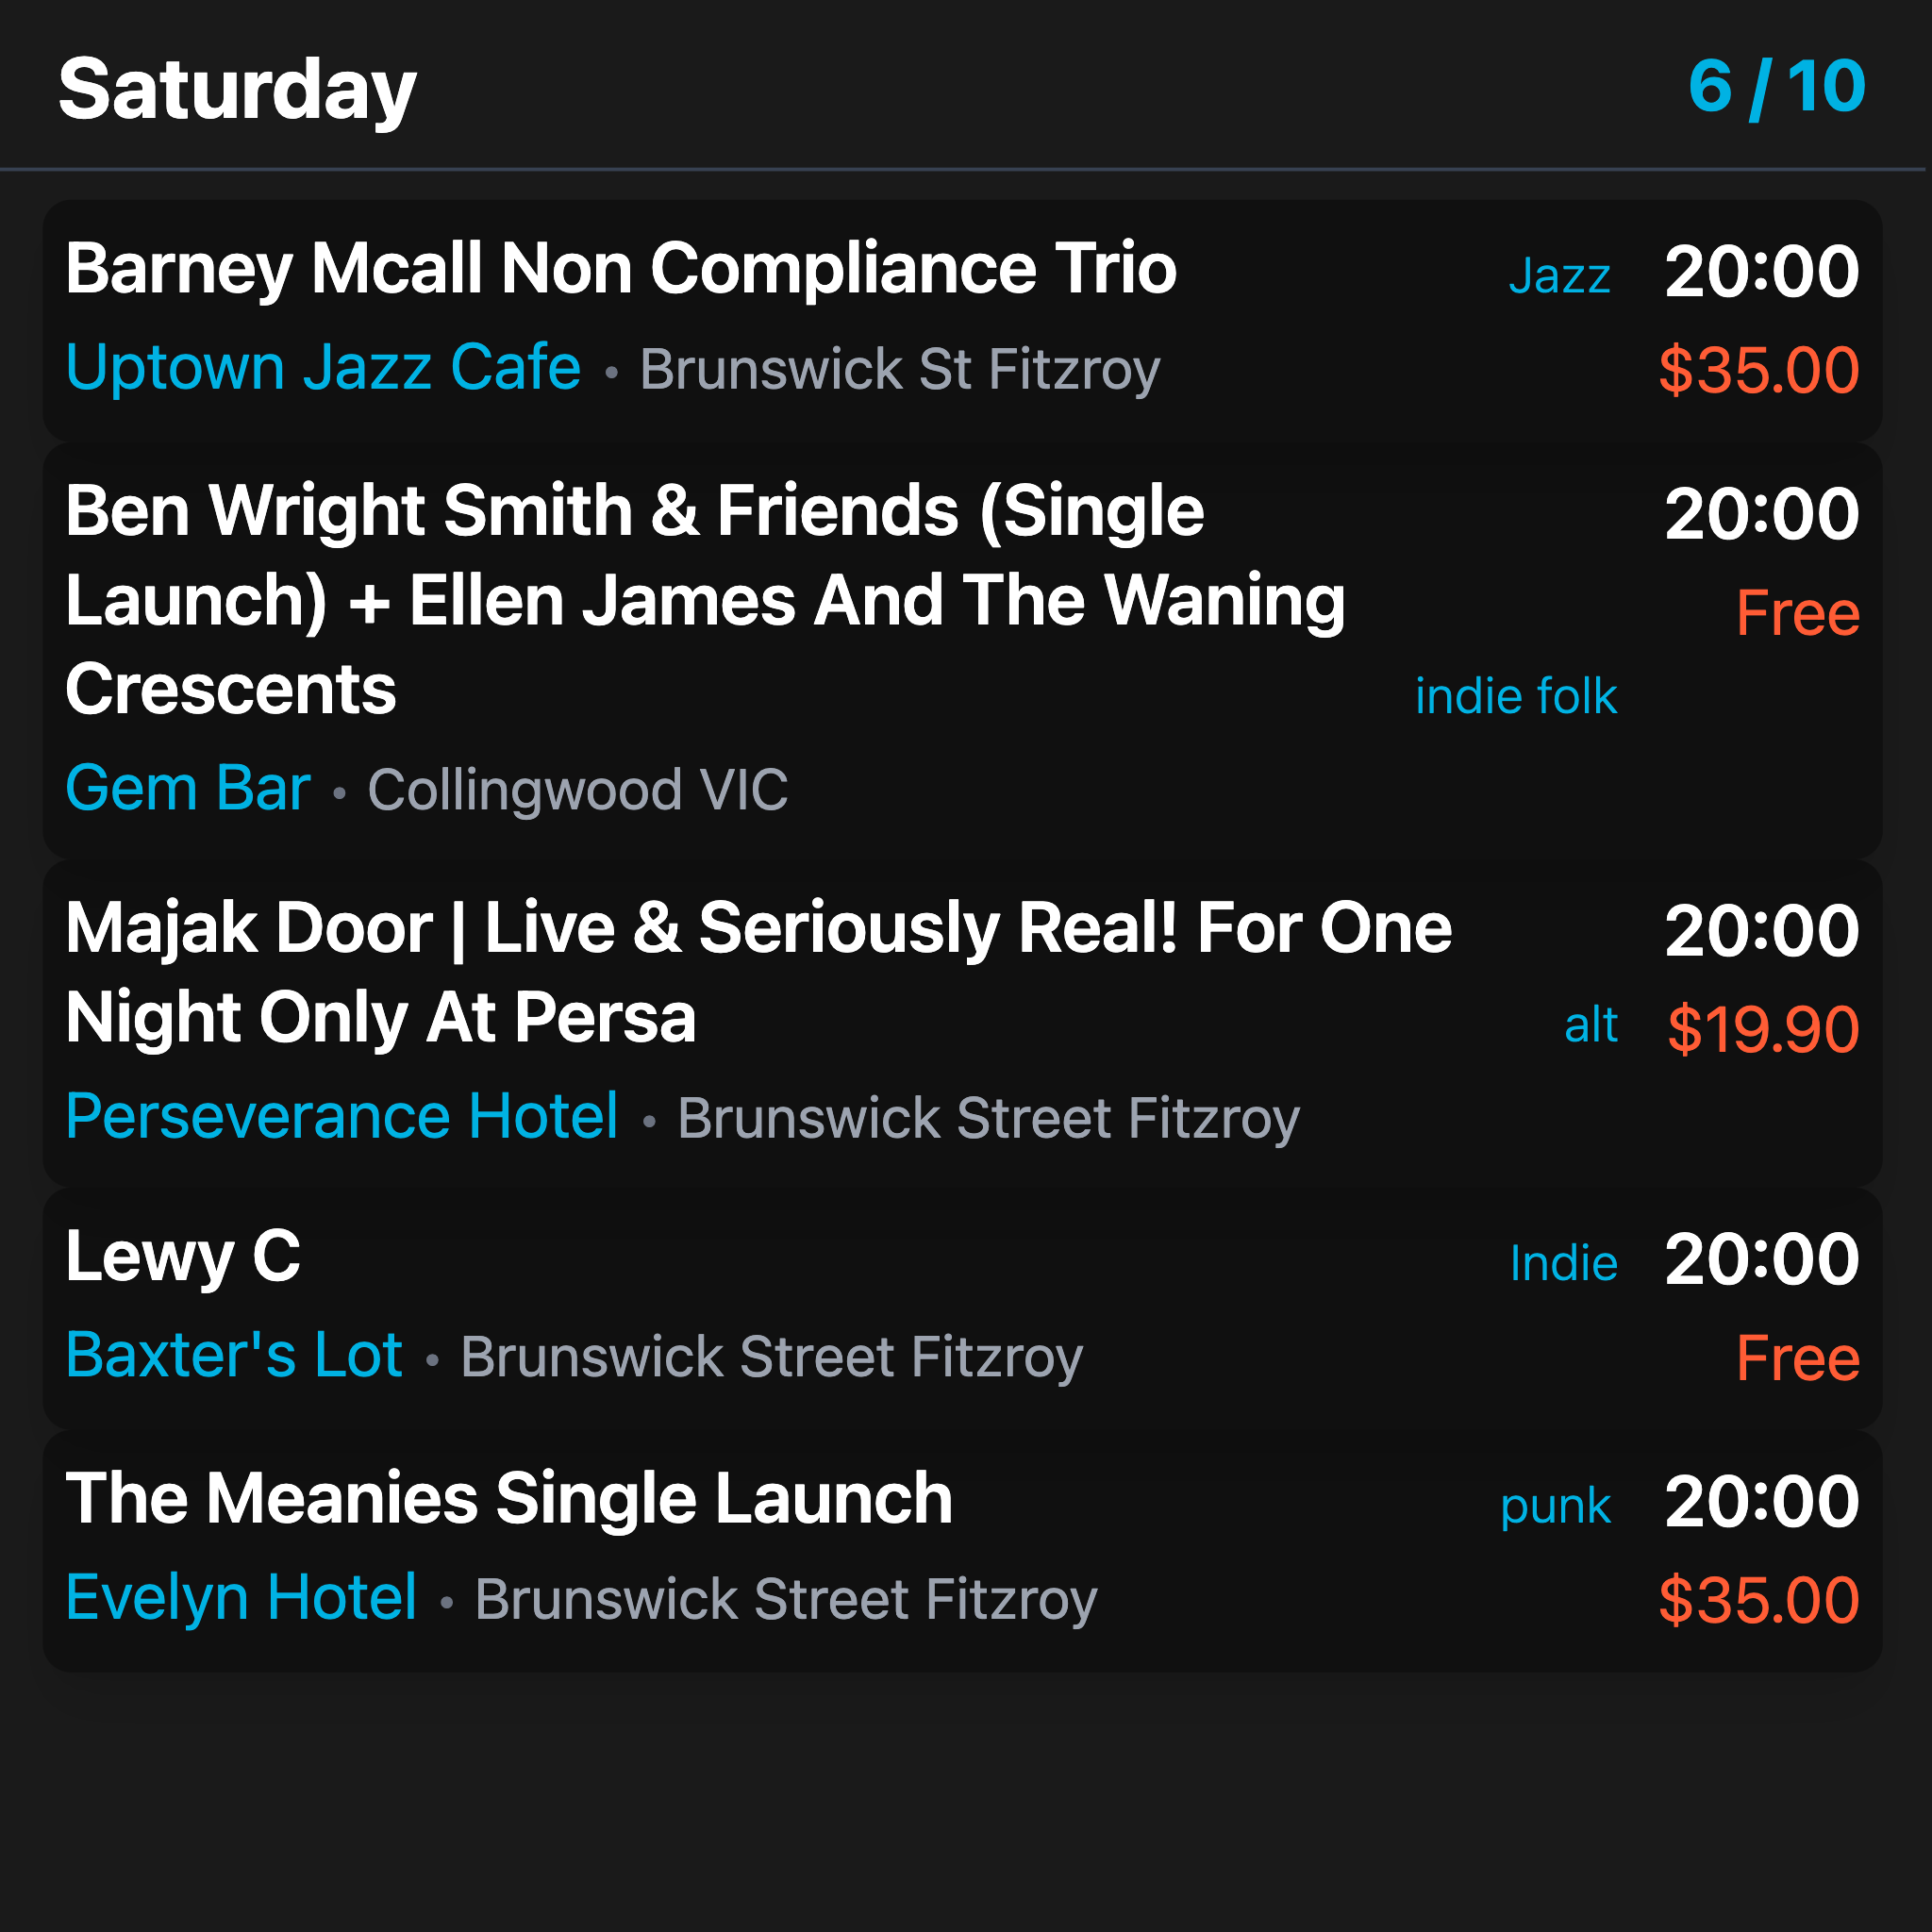 Saturday 6 / 10
Barney Mcall Non Compliance Trio Jazz 20:00
Uptown Jazz Cafe • Brunswick St Fitzroy $35.00
Ben Wright Smith & Friends (Single 20:00
Launch) + Ellen James And The Waning Free
Crescents indie folk
Gem Bar • Collingwood VIC
Majak Door | Live & Seriously Real! For One 20:00
Night Only At Persa alt $19.90
Perseverance Hotel • Brunswick Street Fitzroy
Lewy C Indie 20:00
Baxter's Lot • Brunswick Street Fitzroy Free
The Meanies Single Launch punk 20:00
Evelyn Hotel • Brunswick Street Fitzroy $35.00